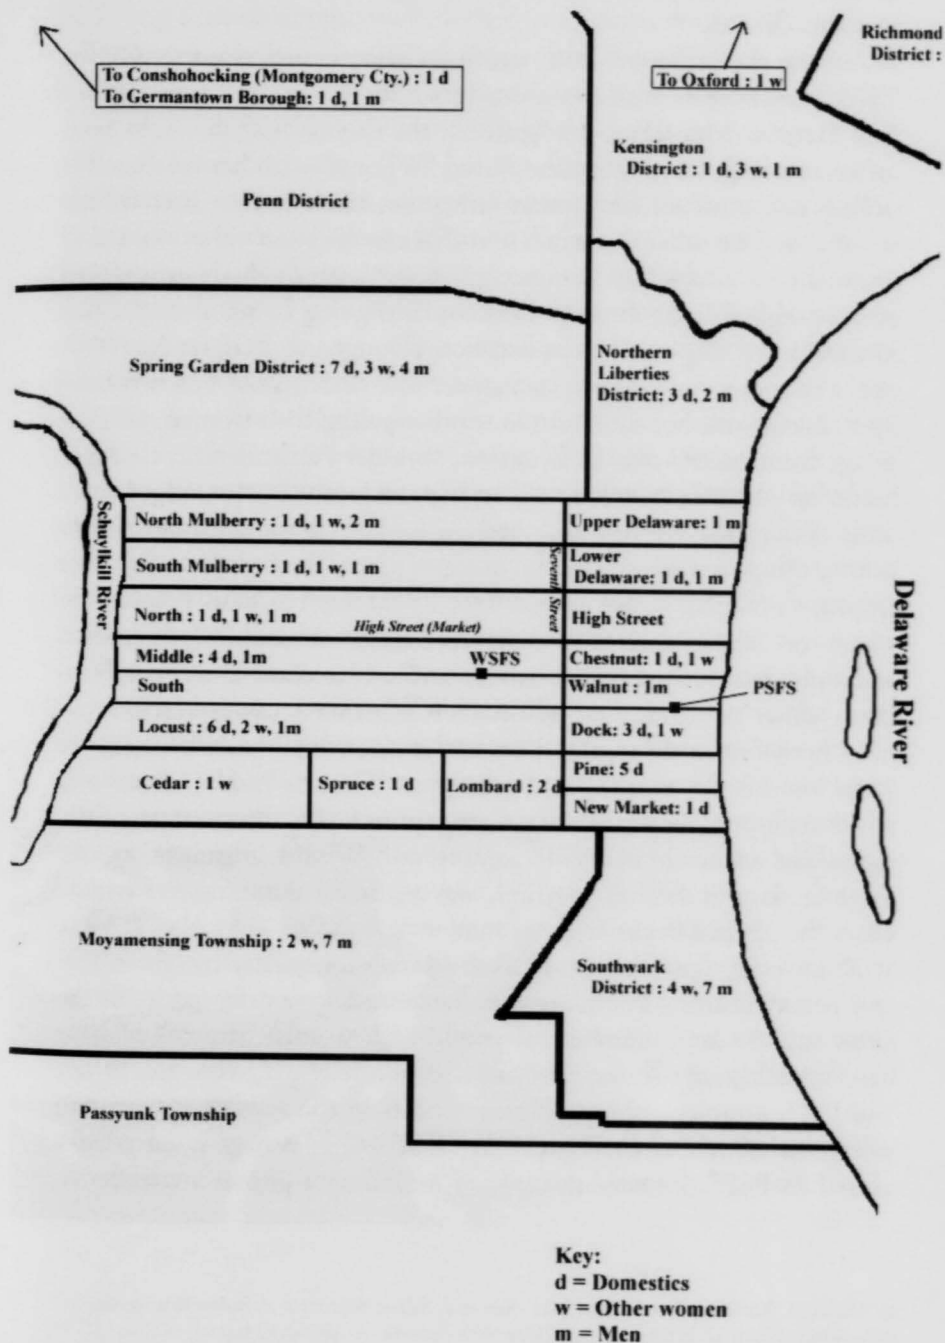 Richmond
District :
To Conshohocking (Montgomery Cty.) : 1 d
To Germantown Borough: 1 d, 1 m
To Oxford : 1 w
Kensington
District : 1 d, 3 w, 1 m
Penn District
Spring Garden District : 7 d, 3 w, 4 m
Northern
Liberties
District: 3 d, 2 m
Schuylkill River
North Mulberry : 1 d, 1 w, 2 m
Upper Delaware: 1 m
South Mulberry : 1 d, 1 w, 1 m
Seventh Street
Lower
Delaware: 1 d, 1 m
North : 1 d, 1 w, 1 m
High Street (Market)
High Street
Delaware River
Middle : 4 d, 1m
WSFS
Chestnut: 1 d, 1 w
South
Walnut : 1m
PSFS
Locust: 6 d, 2 w, 1m
Dock: 3 d, 1 w
Pine: 5 d
Cedar : 1 w
Spruce : 1 d
Lombard : 2 d
New Market: 1 d
Moyamensing Township : 2 w, 7 m
Southwark
District : 4 w, 7 m
Passyunk Township
Key:
d = Domestics
w = Other women
m = Men